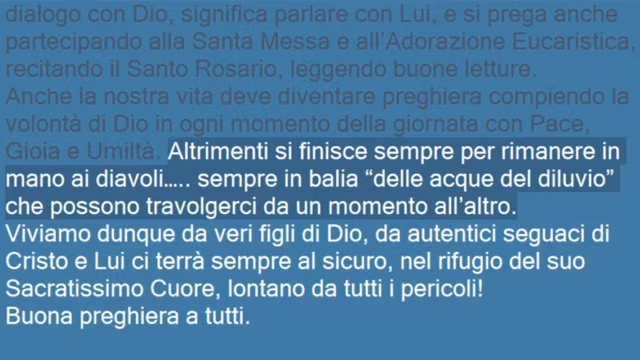 dialogo con Dio, significa parlare con Lui, e si prega anche
partecipando alla Santa Messa e all'Adorazione Eucaristica,
recitando il Santo Rosario, leggendo buone letture.
Anche la nostra vita deve diventare preghiera compiendo la
volontà di Dio in ogni momento della giornata con Pace,
Gioia e Umiltà. Altrimenti si finisce sempre per rimanere in
mano ai diavoli….. sempre in balia “delle acque del diluvio”
che possono travolgerci da un momento all'altro.
Viviamo dunque da veri figli di Dio, da autentici seguaci di
Cristo e Lui ci terrà sempre al sicuro, nel rifugio del suo
Sacratissimo Cuore, lontano da tutti i pericoli!
Buona preghiera a tutti.